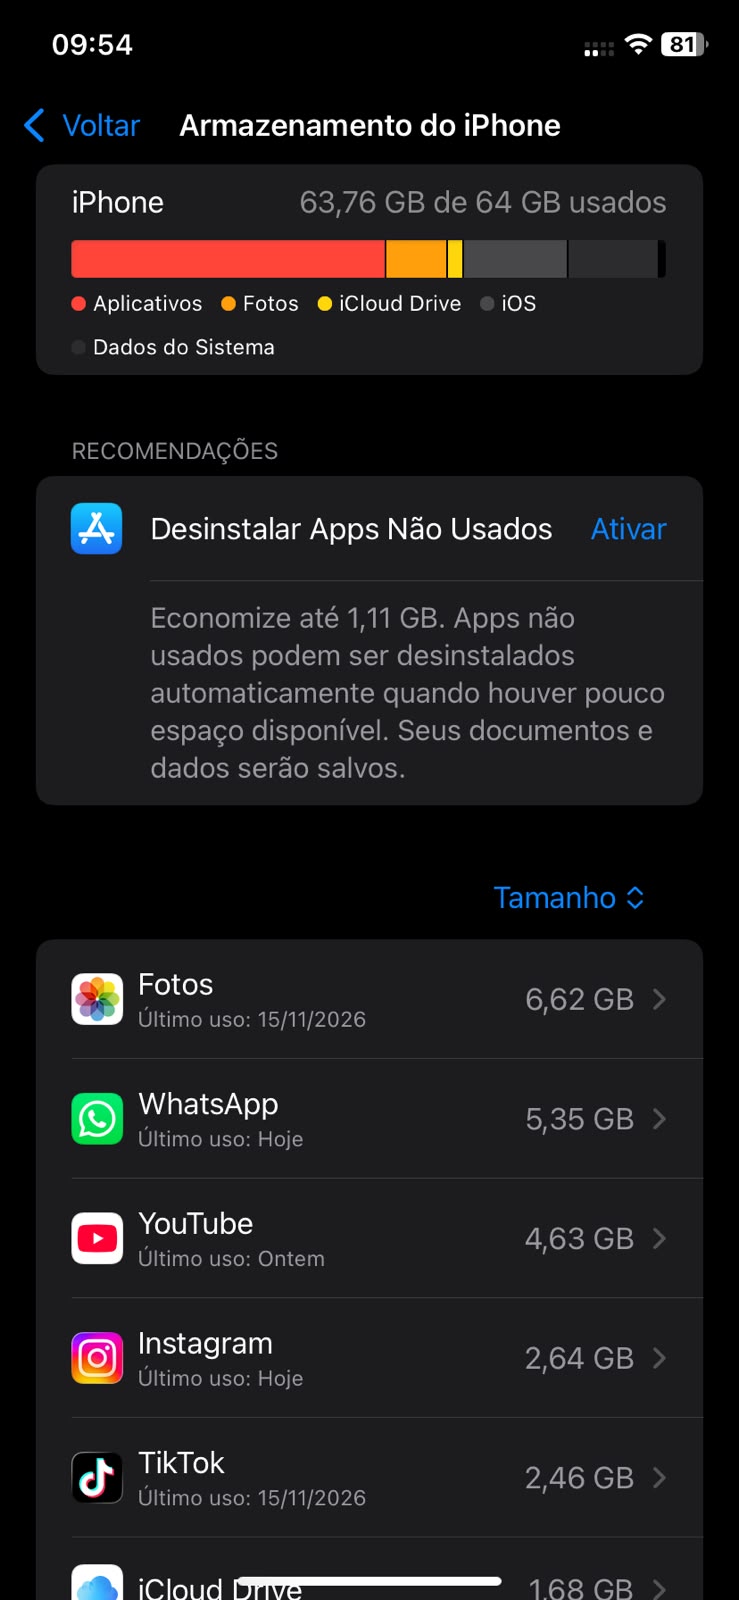 09:54
81
Voltar
Armazenamento do iPhone
iPhone
63,76 GB de 64 GB usados
Aplicativos
Fotos
iCloud Drive
iOS
Dados do Sistema
RECOMENDAÇÕES
Desinstalar Apps Não Usados
Ativar
Economize até 1,11 GB. Apps não
usados podem ser desinstalados
automaticamente quando houver pouco
espaço disponível. Seus documentos e
dados serão salvos.
Tamanho
Fotos
6,62 GB
Último uso: 15/11/2026
WhatsApp
5,35 GB
Último uso: Hoje
YouTube
4,63 GB
Último uso: Ontem
Instagram
2,64 GB
Último uso: Hoje
TikTok
2,46 GB
Último uso: 15/11/2026
iCloud Drive
1,68 GB